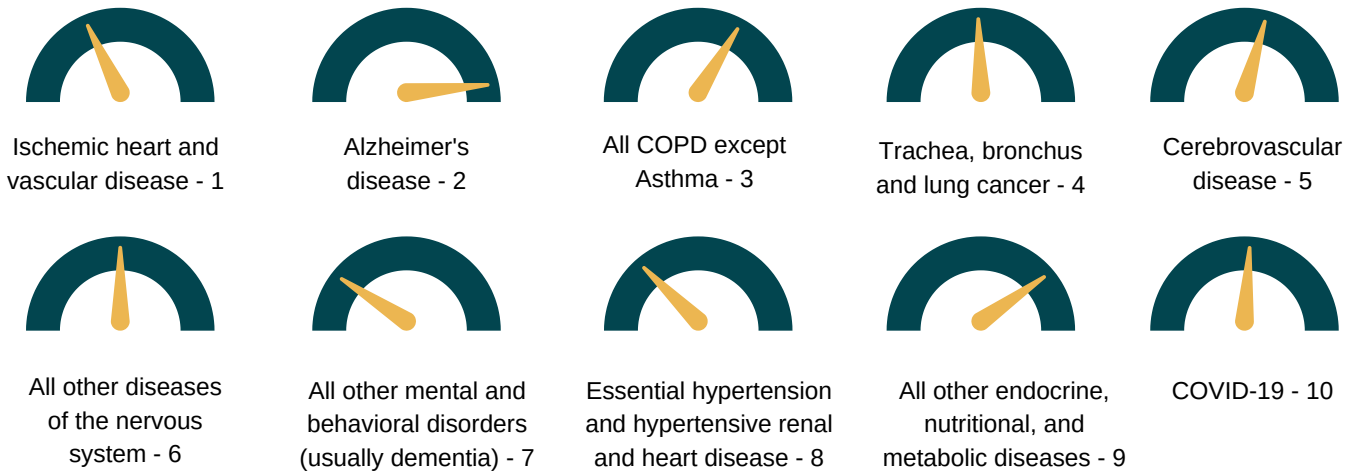 Ischemic heart and
vascular disease - 1
Alzheimer's
disease - 2
All COPD except
Asthma - 3
Trachea, bronchus
and lung cancer - 4
Cerebrovascular
disease - 5
All other diseases
of the nervous
system - 6
All other mental and
behavioral disorders
(usually dementia) - 7
Essential hypertension
and hypertensive renal
and heart disease - 8
All other endocrine,
nutritional, and
metabolic diseases - 9
COVID-19 - 10